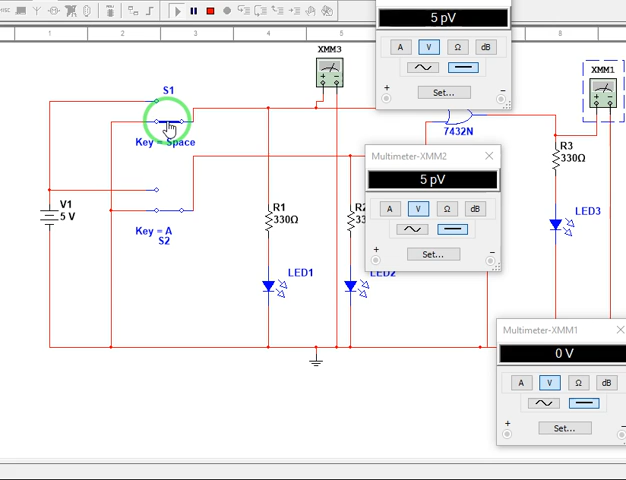 1
2
3
4
5
8
5 pV
A V Ω dB
Set...
XMM3
XMM1
S1
Key = Space
7432N
R3
330Ω
Multimeter-XMM2
5 pV
A V Ω dB
Set...
V1
5 V
R1
330Ω
R2
LED3
Key = A
S2
LED1
LED2
Multimeter-XMM1
0 V
A V Ω dB
Set...